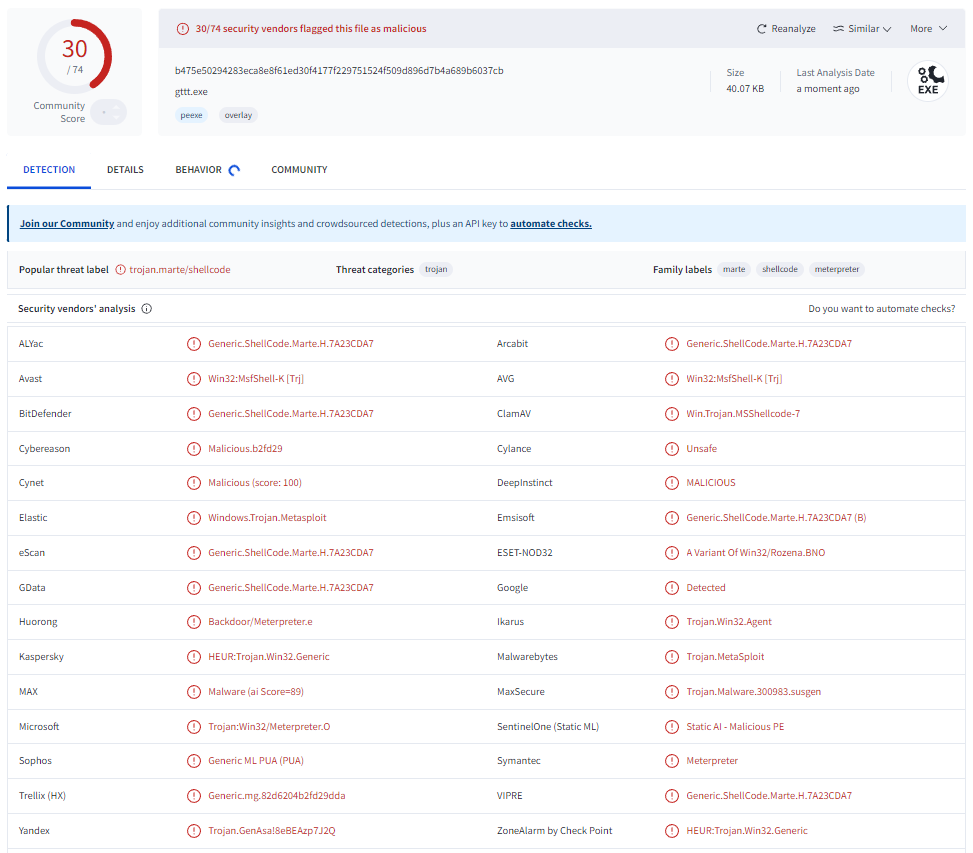 30
/ 74
Community
Score
30/74 security vendors flagged this file as malicious
Reanalyze
Similar
More
b475e50294283eca8e8f61ed30f4177f229751524f509d896d7b4a689b6037cb
gttt.exe
peexe
overlay
Size
40.07 KB
Last Analysis Date
a moment ago
EXE
DETECTION
DETAILS
BEHAVIOR
COMMUNITY
Join our Community and enjoy additional community insights and crowdsourced detections, plus an API key to automate checks.
Popular threat label trojan.marte/shellcode
Threat categories trojan
Family labels marte shellcode meterpreter
Security vendors' analysis
Do you want to automate checks?
ALYac Generic.ShellCode.Marte.H.7A23CDA7 Arcabit Generic.ShellCode.Marte.H.7A23CDA7
Avast Win32:MsfShell-K [Trj] AVG Win32:MsfShell-K [Trj]
BitDefender Generic.ShellCode.Marte.H.7A23CDA7 ClamAV Win.Trojan.MSShellcode-7
Cybereason Malicious.b2fd29 Cylance Unsafe
Cynet Malicious (score: 100) DeepInstinct MALICIOUS
Elastic Windows.Trojan.Metasploit Emsisoft Generic.ShellCode.Marte.H.7A23CDA7 (B)
eScan Generic.ShellCode.Marte.H.7A23CDA7 ESET-NOD32 A Variant Of Win32/Rozena.BNO
GData Generic.ShellCode.Marte.H.7A23CDA7 Google Detected
Huorong Backdoor/Meterpreter.e Ikarus Trojan.Win32.Agent
Kaspersky HEUR:Trojan.Win32.Generic Malwarebytes Trojan.MetaSploit
MAX Malware (ai Score=89) MaxSecure Trojan.Malware.300983.susgen
Microsoft Trojan:Win32/Meterpreter.O SentinelOne (Static ML) Static AI - Malicious PE
Sophos Generic ML PUA (PUA) Symantec Meterpreter
Trellix (HX) Generic.mg.82d6204b2fd29dda VIPRE Generic.ShellCode.Marte.H.7A23CDA7
Yandex Trojan.GenAsa!8eBEAzp7J2Q ZoneAlarm by Check Point HEUR:Trojan.Win32.Generic